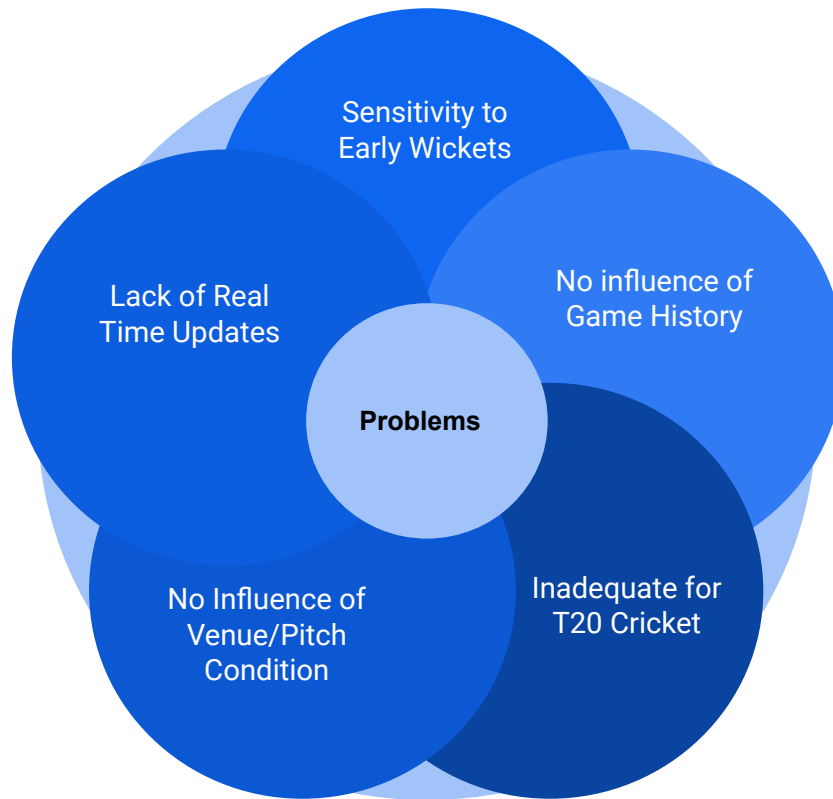 Sensitivity to
Early Wickets
No influence of
Game History
Lack of Real
Time Updates
Problems
Inadequate for
T20 Cricket
No Influence of
Venue/Pitch
Condition